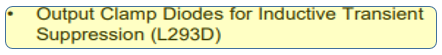 • Output Clamp Diodes for Inductive Transient
Suppression (L293D)